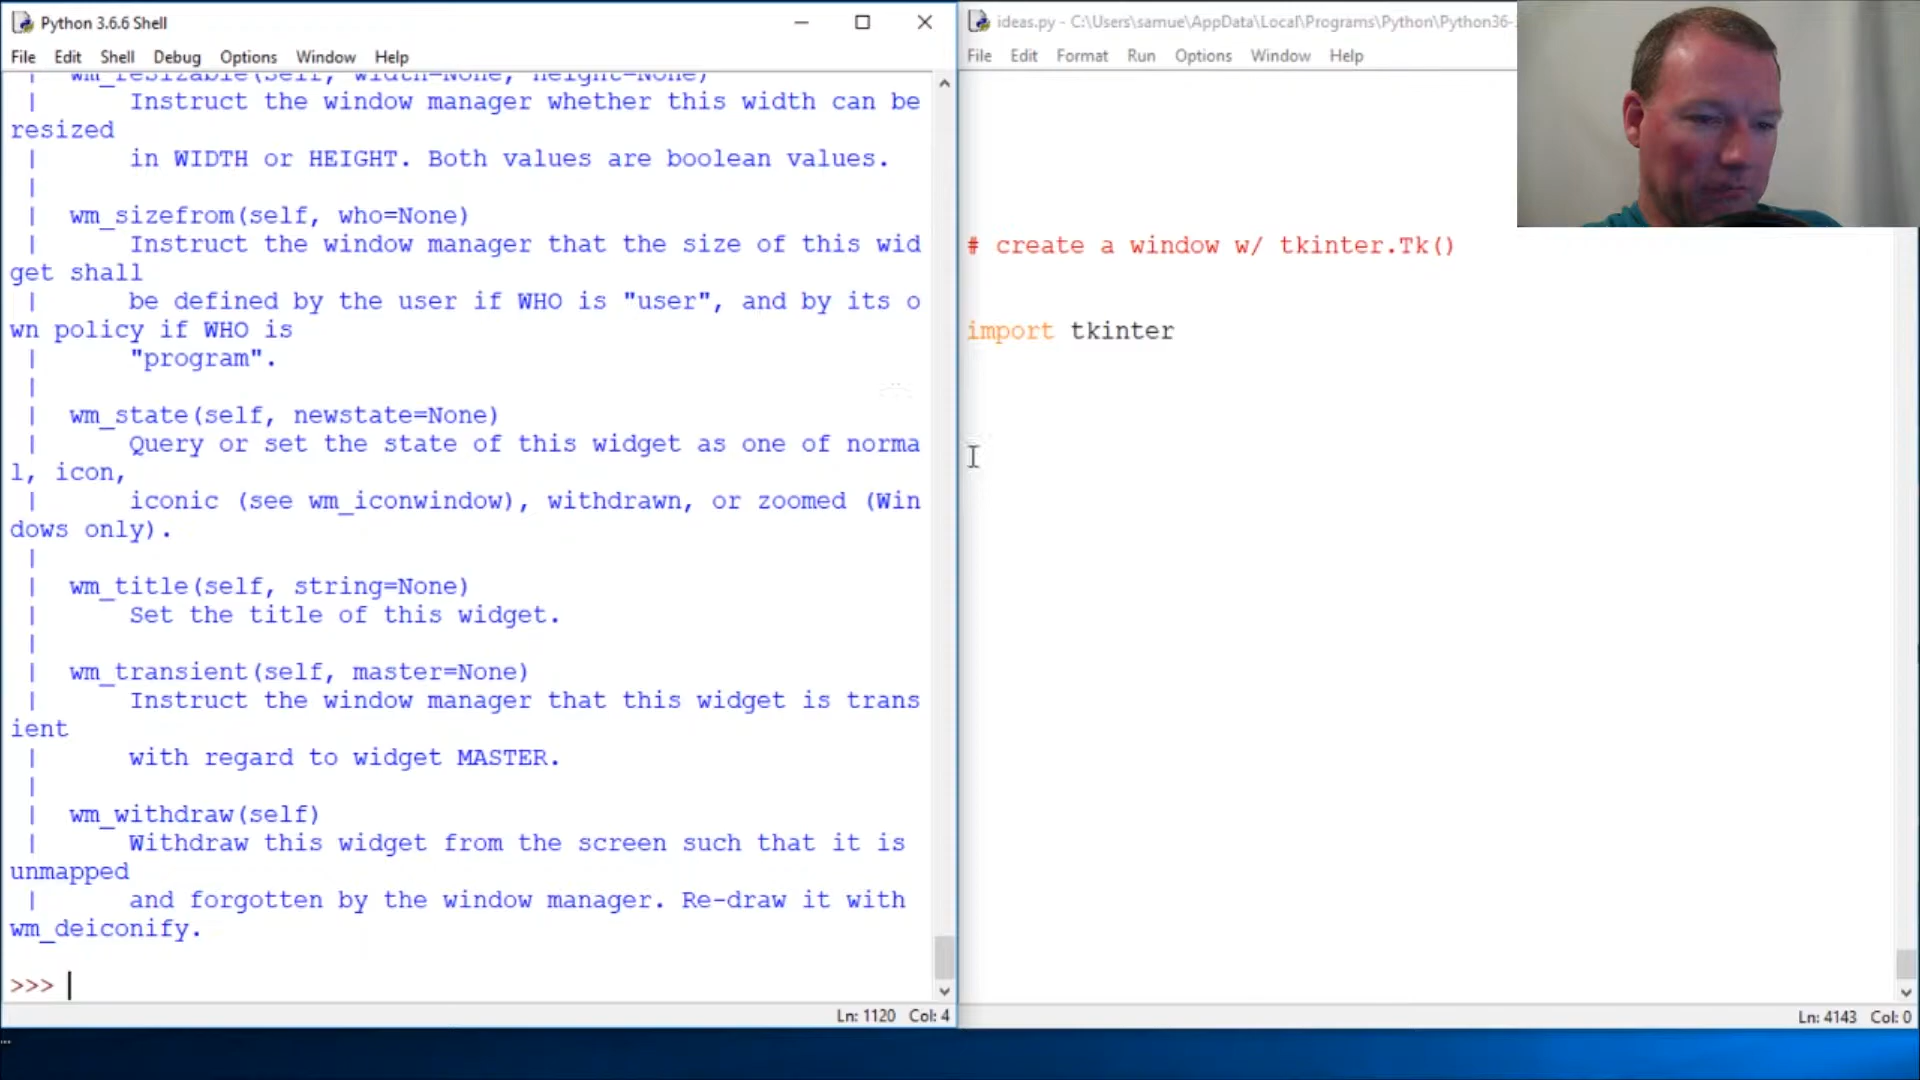 Python 3.6.6 Shell
File Edit Shell Debug Options Window Help
| wm_resizable(self, width=None, height=None)
| Instruct the window manager whether this width can be
resized
| in WIDTH or HEIGHT. Both values are boolean values.
|
| wm_sizefrom(self, who=None)
| Instruct the window manager that the size of this wid
get shall
| be defined by the user if WHO is "user", and by its o
wn policy if WHO is
| "program".
|
| wm_state(self, newstate=None)
| Query or set the state of this widget as one of norma
l, icon,
| iconic (see wm_iconwindow), withdrawn, or zoomed (Win
dows only).
|
| wm_title(self, string=None)
| Set the title of this widget.
|
| wm_transient(self, master=None)
| Instruct the window manager that this widget is trans
ient
| with regard to widget MASTER.
|
| wm_withdraw(self)
| Withdraw this widget from the screen such that it is
unmapped
| and forgotten by the window manager. Re-draw it with
wm_deiconify.
>>>
Ln: 1120 Col: 4
ideas.py - C:\Users\samue\AppData\Local\Programs\Python\Python36-
File Edit Format Run Options Window Help
# create a window w/ tkinter.Tk()
import tkinter
Ln: 4143 Col: 0
...